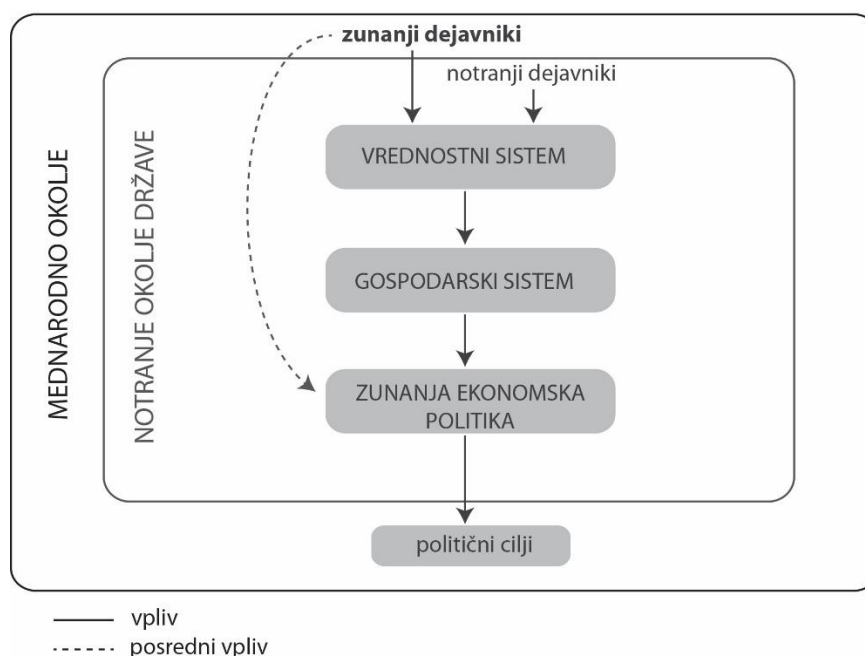 zunanji dejavniki
notranji dejavniki
MEDNARODNO OKOLJE
NOTRANJE OKOLJE DRŽAVE
VREDNOSTNI SISTEM
GOSPODARSKI SISTEM
ZUNANJA EKONOMSKA
POLITIKA
politični cilji
vpliv
posredni vpliv